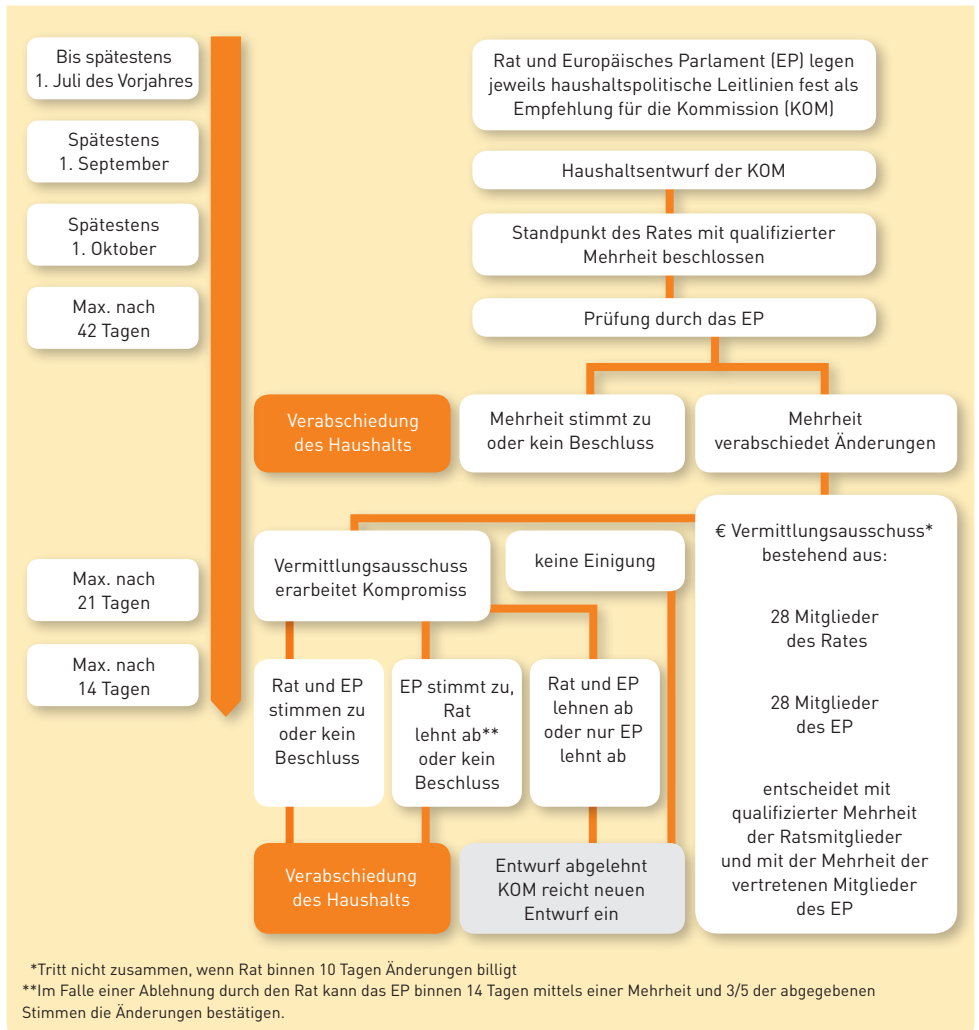 Bis spätestens
1. Juli des Vorjahres
Rat und Europäisches Parlament (EP) legen
jeweils haushaltspolitische Leitlinien fest als
Empfehlung für die Kommission (KOM)
Spätestens
1. September
Haushaltsentwurf der KOM
Spätestens
1. Oktober
Standpunkt des Rates mit qualifizierter
Mehrheit beschlossen
Max. nach
42 Tagen
Prüfung durch das EP
Verabschiedung
des Haushalts
Mehrheit stimmt zu
oder kein Beschluss
Mehrheit
verabschiedet Änderungen
Max. nach
21 Tagen
Vermittlungsausschuss
erarbeitet Kompromiss
keine Einigung
€ Vermittlungsausschuss*
bestehend aus:
28 Mitglieder
des Rates
28 Mitglieder
des EP
entscheidet mit
qualifizierter Mehrheit
der Ratsmitglieder
und mit der Mehrheit der
vertretenen Mitglieder
des EP
Max. nach
14 Tagen
Rat und EP
stimmen zu
oder kein
Beschluss
EP stimmt zu,
Rat
lehnt ab**
oder kein
Beschluss
Rat und EP
lehnen ab
oder nur EP
lehnt ab
Verabschiedung
des Haushalts
Entwurf abgelehnt
KOM reicht neuen
Entwurf ein
*Tritt nicht zusammen, wenn Rat binnen 10 Tagen Änderungen billigt
**Im Falle einer Ablehnung durch den Rat kann das EP binnen 14 Tagen mittels einer Mehrheit und 3/5 der abgegebenen
Stimmen die Änderungen bestätigen.